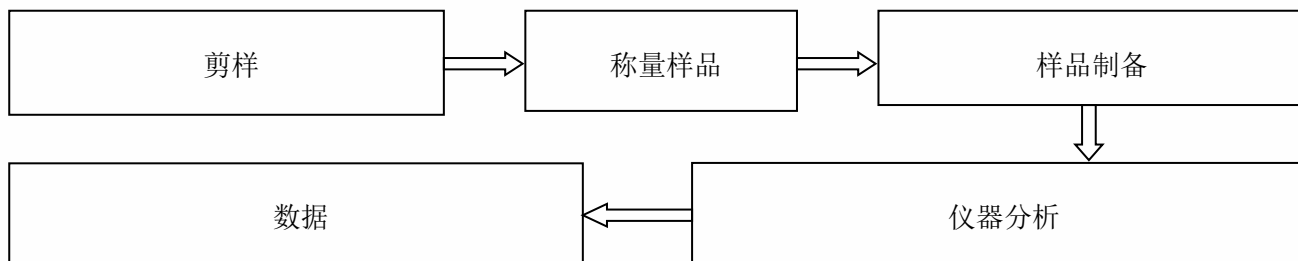 剪样
称量样品
样品制备
仪器分析
数据